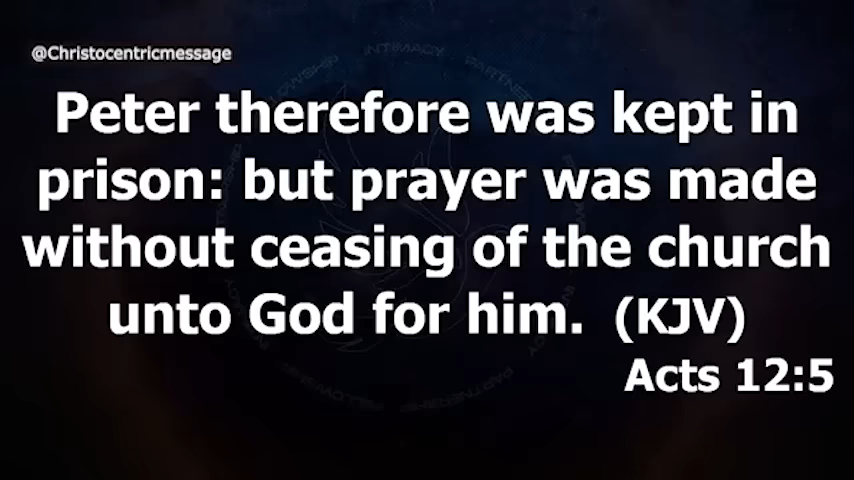 @Christocentricmessage
INTIMACY
Peter therefore was kept in
prison: but prayer was made
without ceasing of the church
unto God for him. (KJV)
Acts 12:5